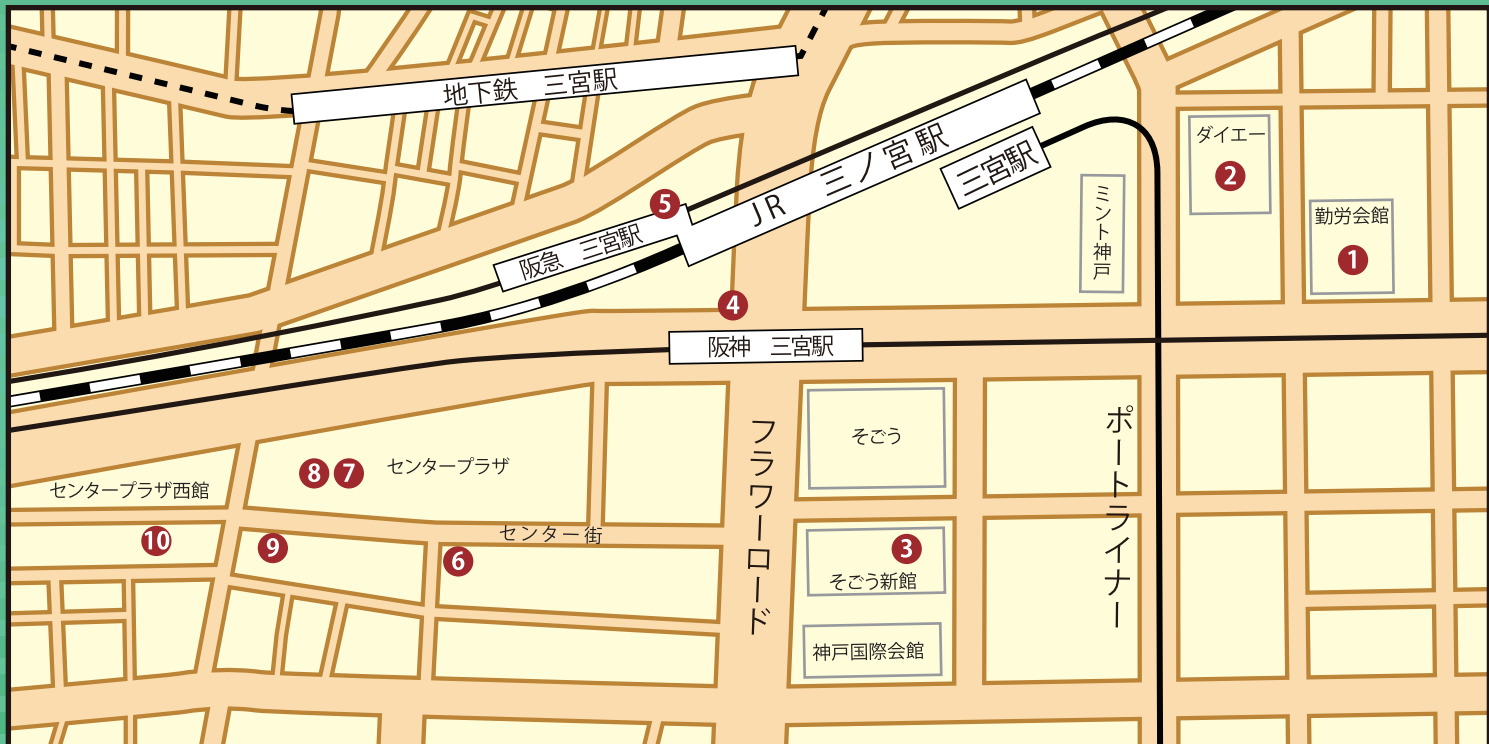 地下鉄　三宮駅
JR　三ノ宮駅
三宮駅
ダイエー
2
ミント神戸
勤労会館
1
5
阪急　三宮駅
4
阪神　三宮駅
フラワーロード
そごう
ポートライナー
8
7
センタープラザ
センタープラザ西館
センター街
10
9
6
3
そごう新館
神戸国際会館